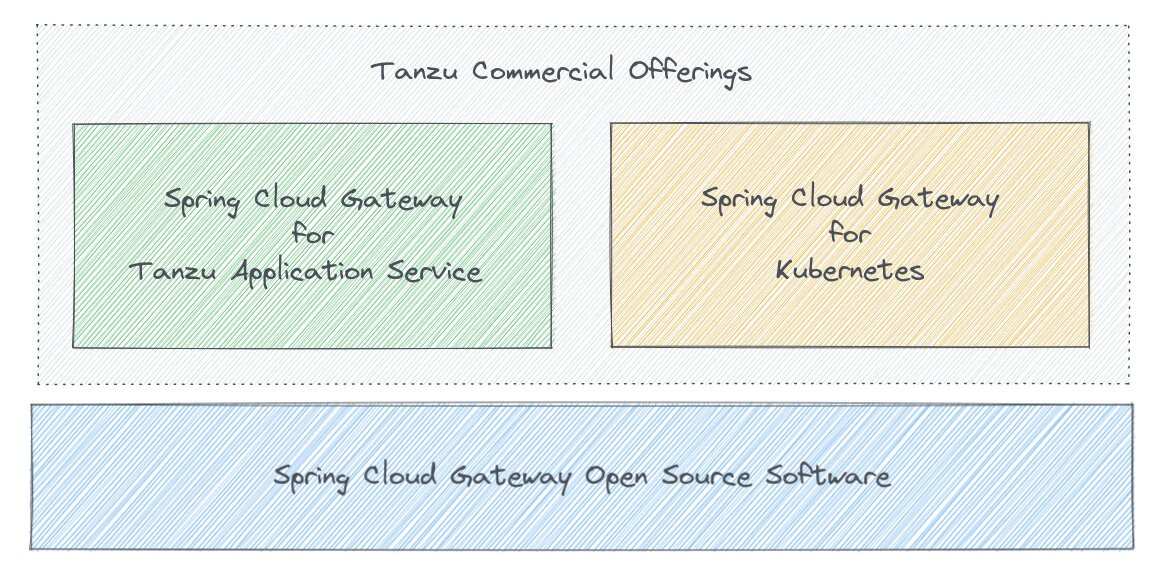 Tanzu Commercial Offerings
Spring Cloud Gateway
for
Tanzu Application Service
Spring Cloud Gateway
for
Kubernetes
Spring Cloud Gateway Open Source Software